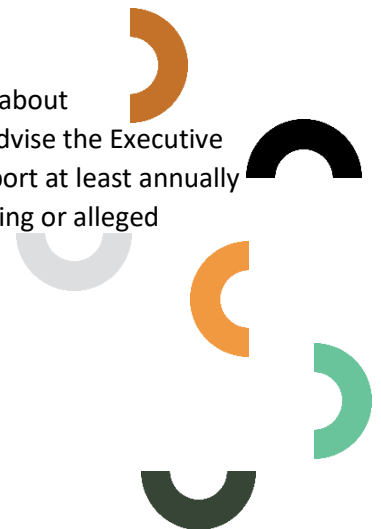 about
dvise the Executive
port at least annually
ing or alleged